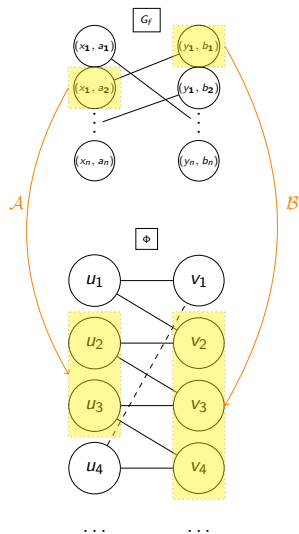 G_f
(x_1, a_1) (y_1, b_1)
(x_1, a_2) (y_1, b_2)
⋮ ⋮
(x_n, a_n) (y_n, b_n)
𝒜 ℬ
Φ
u_1 v_1
u_2 v_2
u_3 v_3
u_4 v_4
... ...